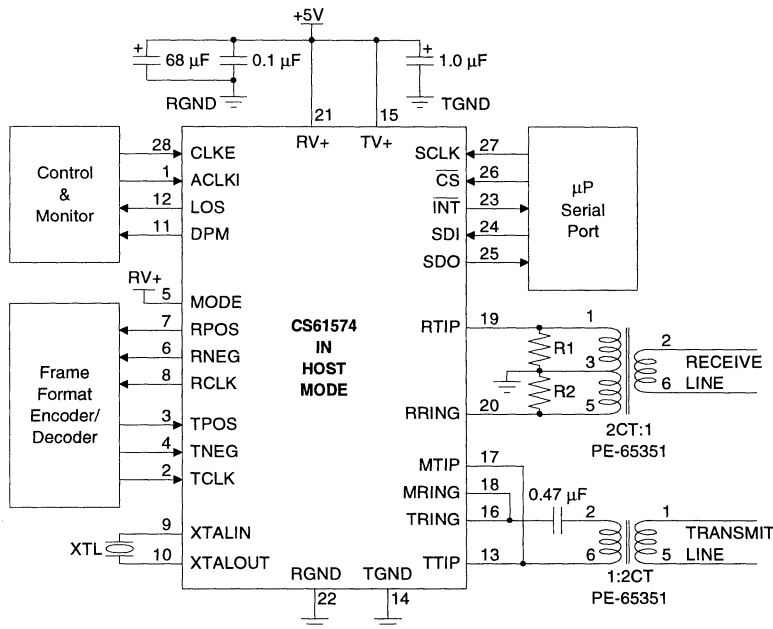 +5V
+
68 µF
0.1 µF
+
1.0 µF
RGND
TGND
21
15
RV+
TV+
Control
&
Monitor
28
CLKE
1
ACLKI
12
LOS
11
DPM
SCLK
27
CS
26
INT
23
SDI
24
SDO
25
µP
Serial
Port
RV+
5
MODE
7
RPOS
6
RNEG
8
RCLK
3
TPOS
4
TNEG
2
TCLK
Frame
Format
Encoder/
Decoder
CS61574
IN
HOST
MODE
RTIP
19
R1
R2
RRING
20
1
3
5
2
6
RECEIVE
LINE
2CT:1
PE-65351
MTIP
17
MRING
18
TRING
16
TTIP
13
0.47 µF
2
6
1
5
TRANSMIT
LINE
1:2CT
PE-65351
XTL
9
XTALIN
10
XTALOUT
RGND
TGND
22
14